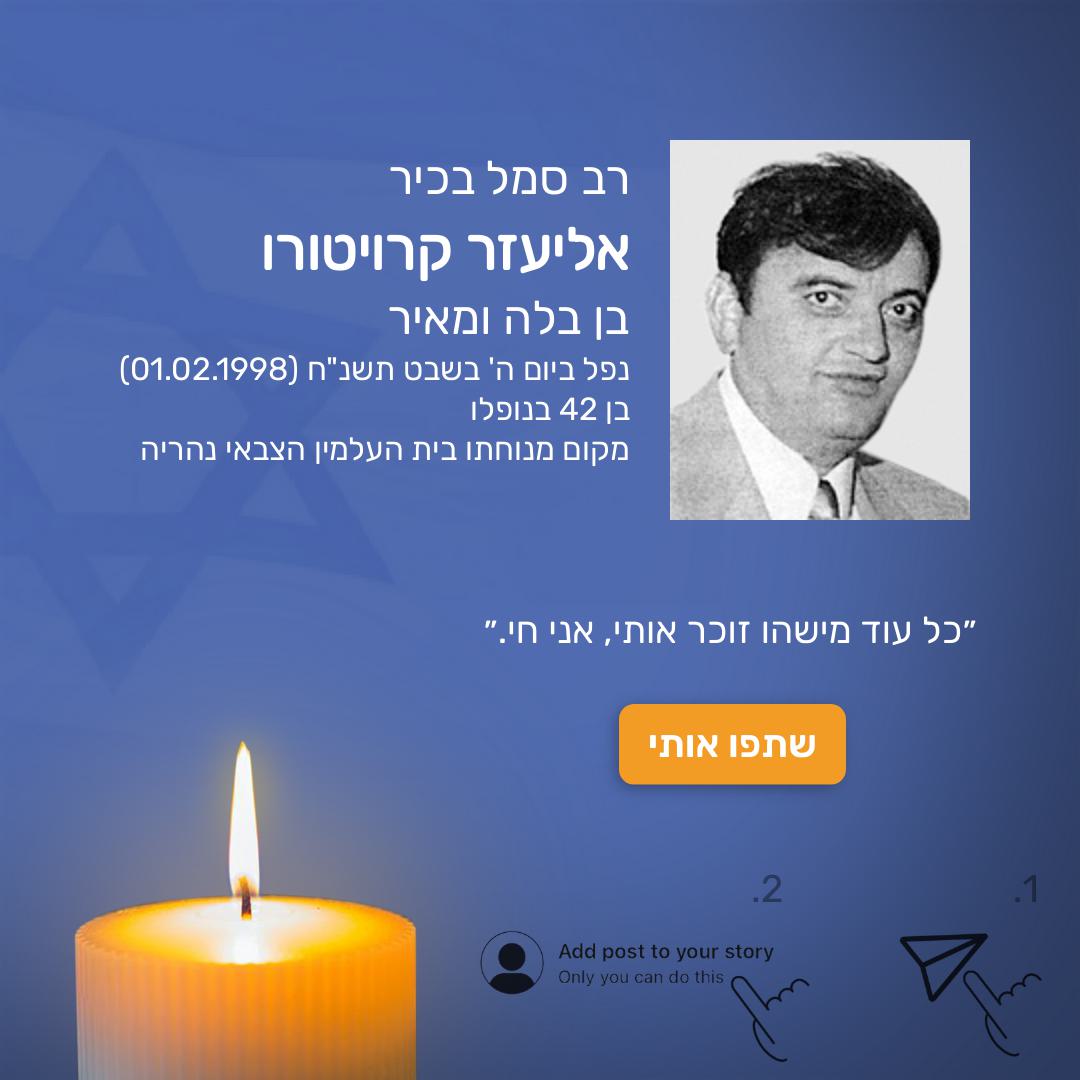 רב סמל בכיר
אליעזר קרויטורו
בן בלה ומאיר
נפל ביום ה' בשבט תשנ"ח (01.02.1998)
בן 42 בנופלו
מקום מנוחתו בית העלמין הצבאי נהריה
״כל עוד מישהו זוכר אותי, אני חי.״
שתפו אותי
.1
.2
Add post to your story
Only you can do this